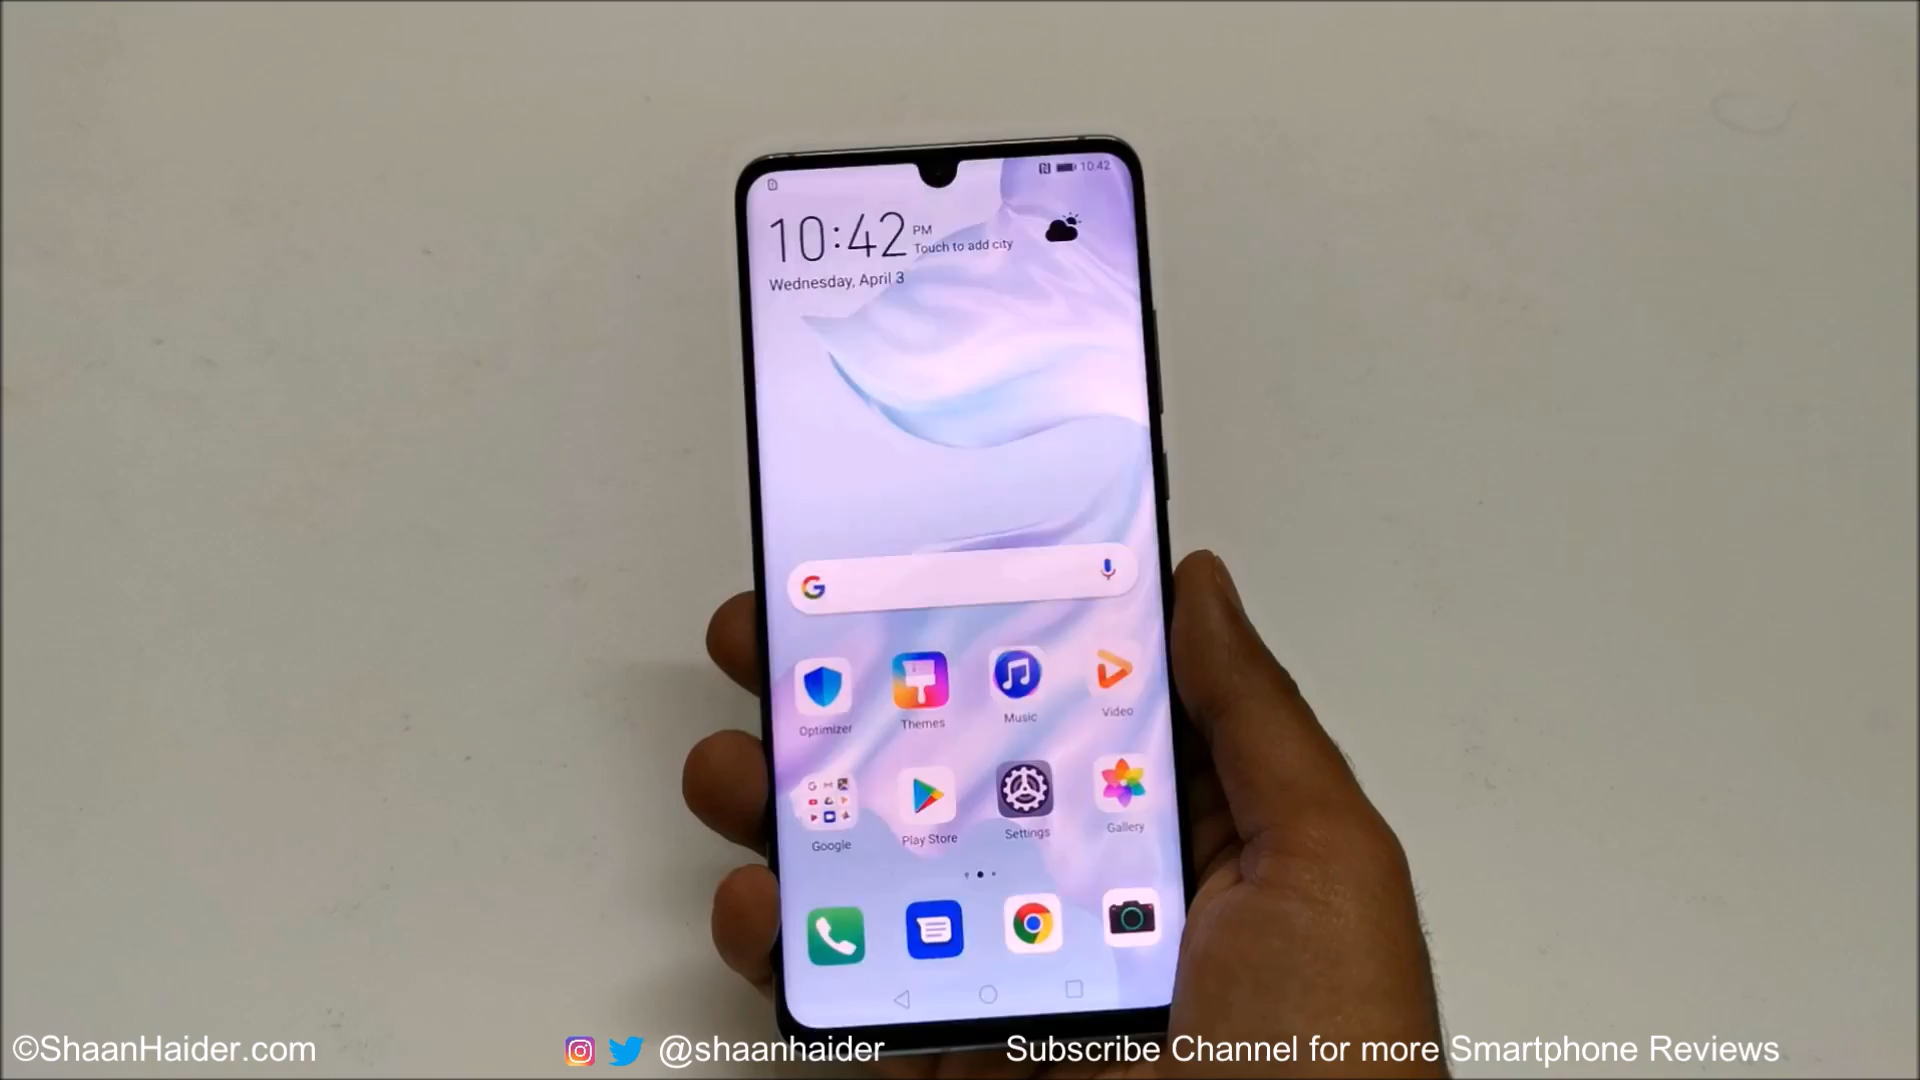 10:42
10:42 PM
Touch to add city
Wednesday, April 3
Optimizer
Themes
Music
Video
Google
Play Store
Settings
Gallery
©ShaanHaider.com
@shaanhaider
Subscribe Channel for more Smartphone Reviews